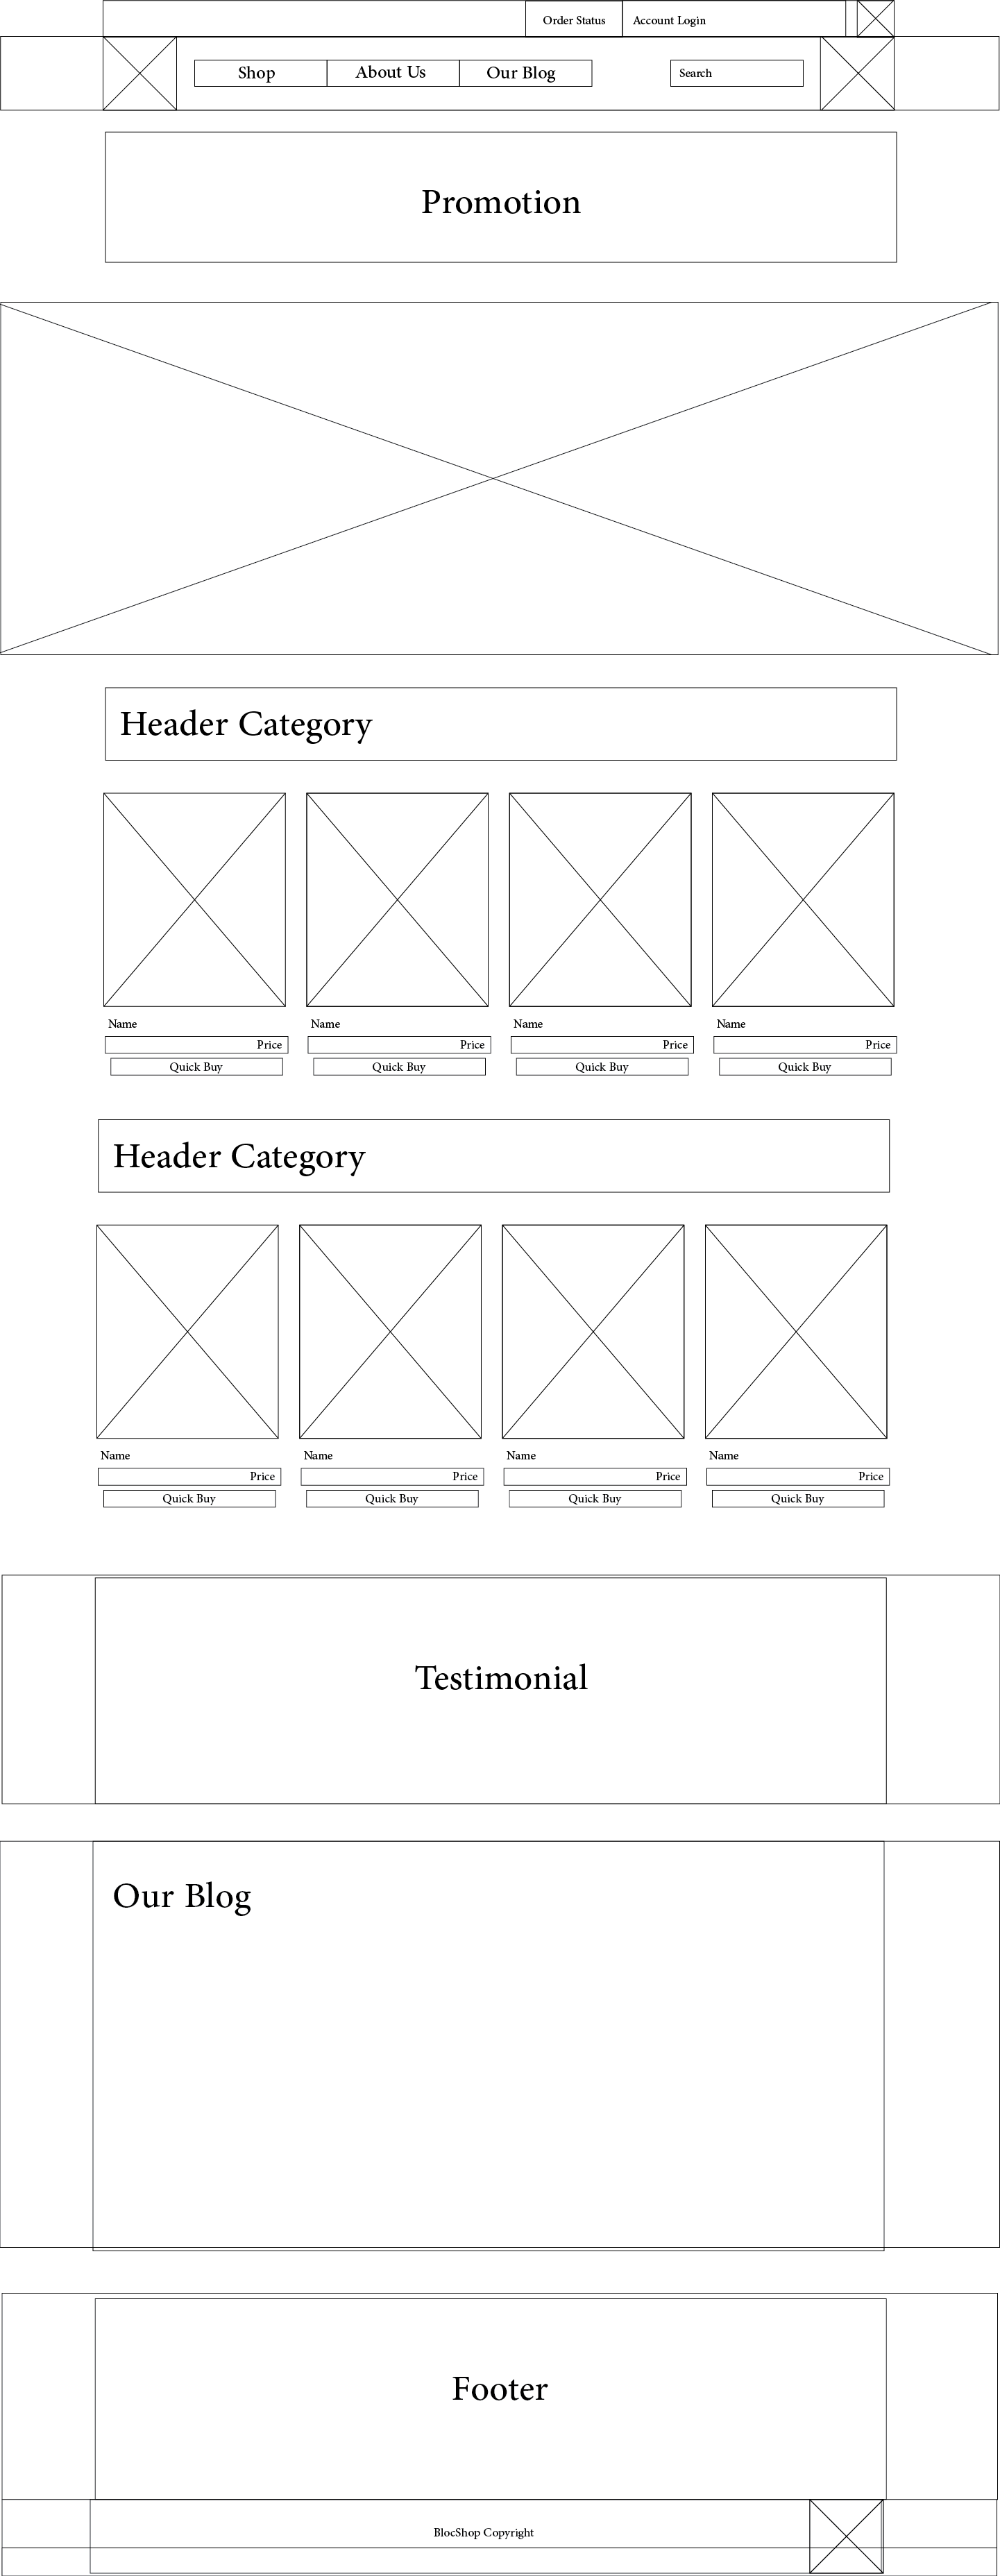 Order Status Account Login
Shop About Us Our Blog Search
Promotion
Header Category
Name Name Name Name
Price Price Price Price
Quick Buy Quick Buy Quick Buy Quick Buy
Header Category
Name Name Name Name
Price Price Price Price
Quick Buy Quick Buy Quick Buy Quick Buy
Testimonial
Our Blog
Footer
BlocShop Copyright